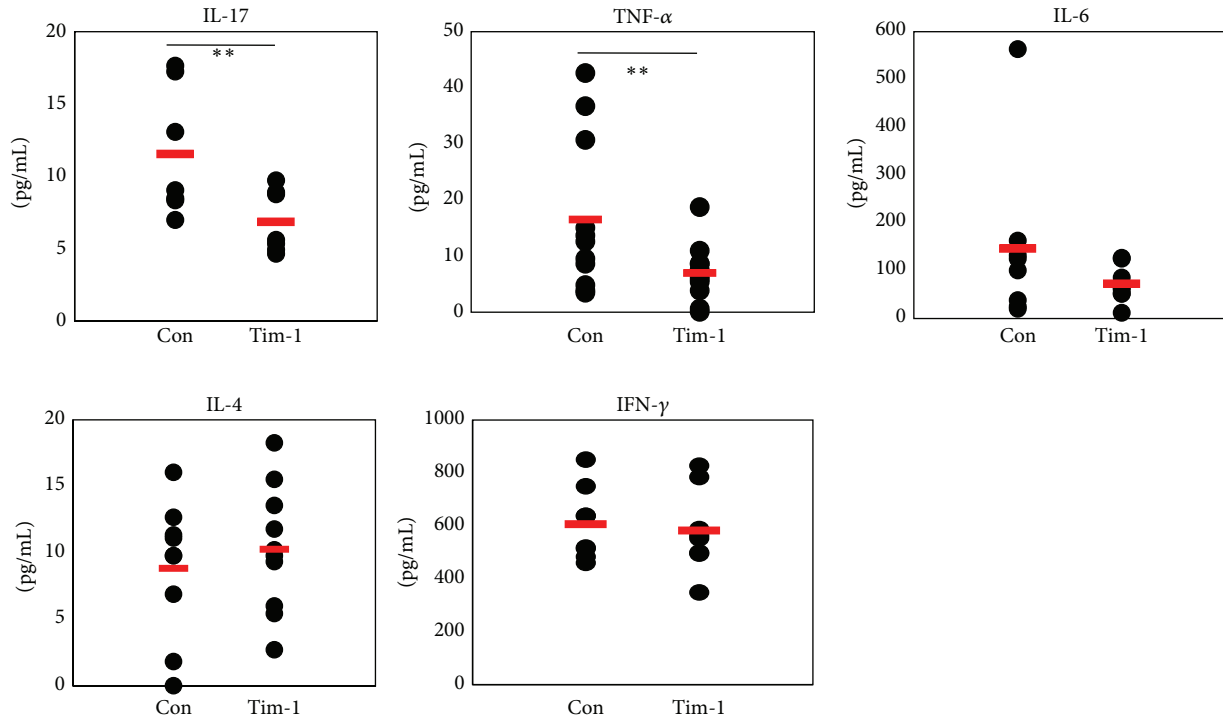 IL-17
20
15
10
5
0
(pg/mL)
**
Con Tim-1
TNF-α
50
40
30
20
10
0
(pg/mL)
**
Con Tim-1
IL-6
600
500
400
300
200
100
0
(pg/mL)
Con Tim-1
IL-4
20
15
10
5
0
(pg/mL)
Con Tim-1
IFN-γ
1000
800
600
400
200
0
(pg/mL)
Con Tim-1